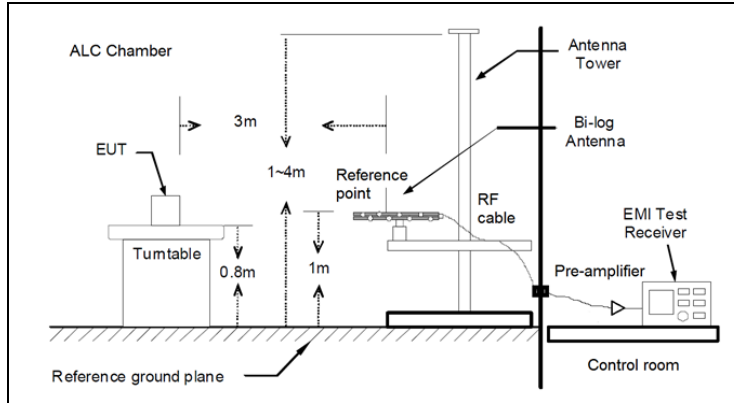 ALC Chamber
Antenna
Tower
3m
Bi-log
Antenna
EUT
1~4m
Reference
point
RF
cable
EMI Test
Receiver
Turntable
0.8m
1m
Pre-amplifier
Control room
Reference ground plane